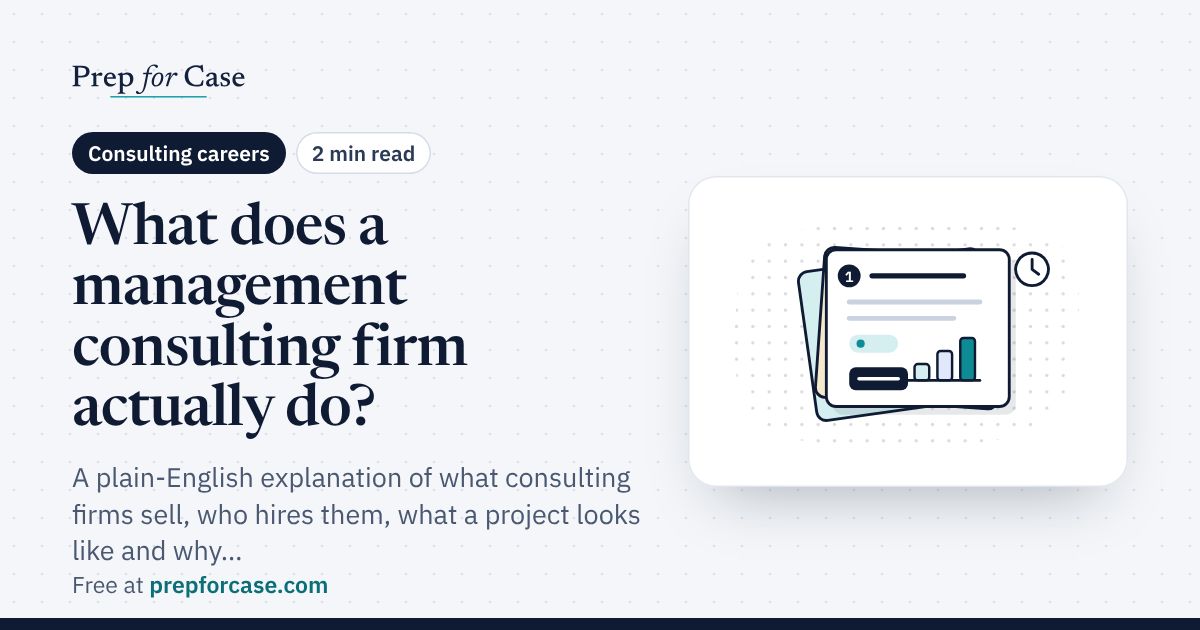 Prep for Case
Consulting careers
2 min read
What does a
management
consulting firm
actually do?
A plain-English explanation of what consulting
firms sell, who hires them, what a project looks
like and why...
Free at prepforcase.com
1